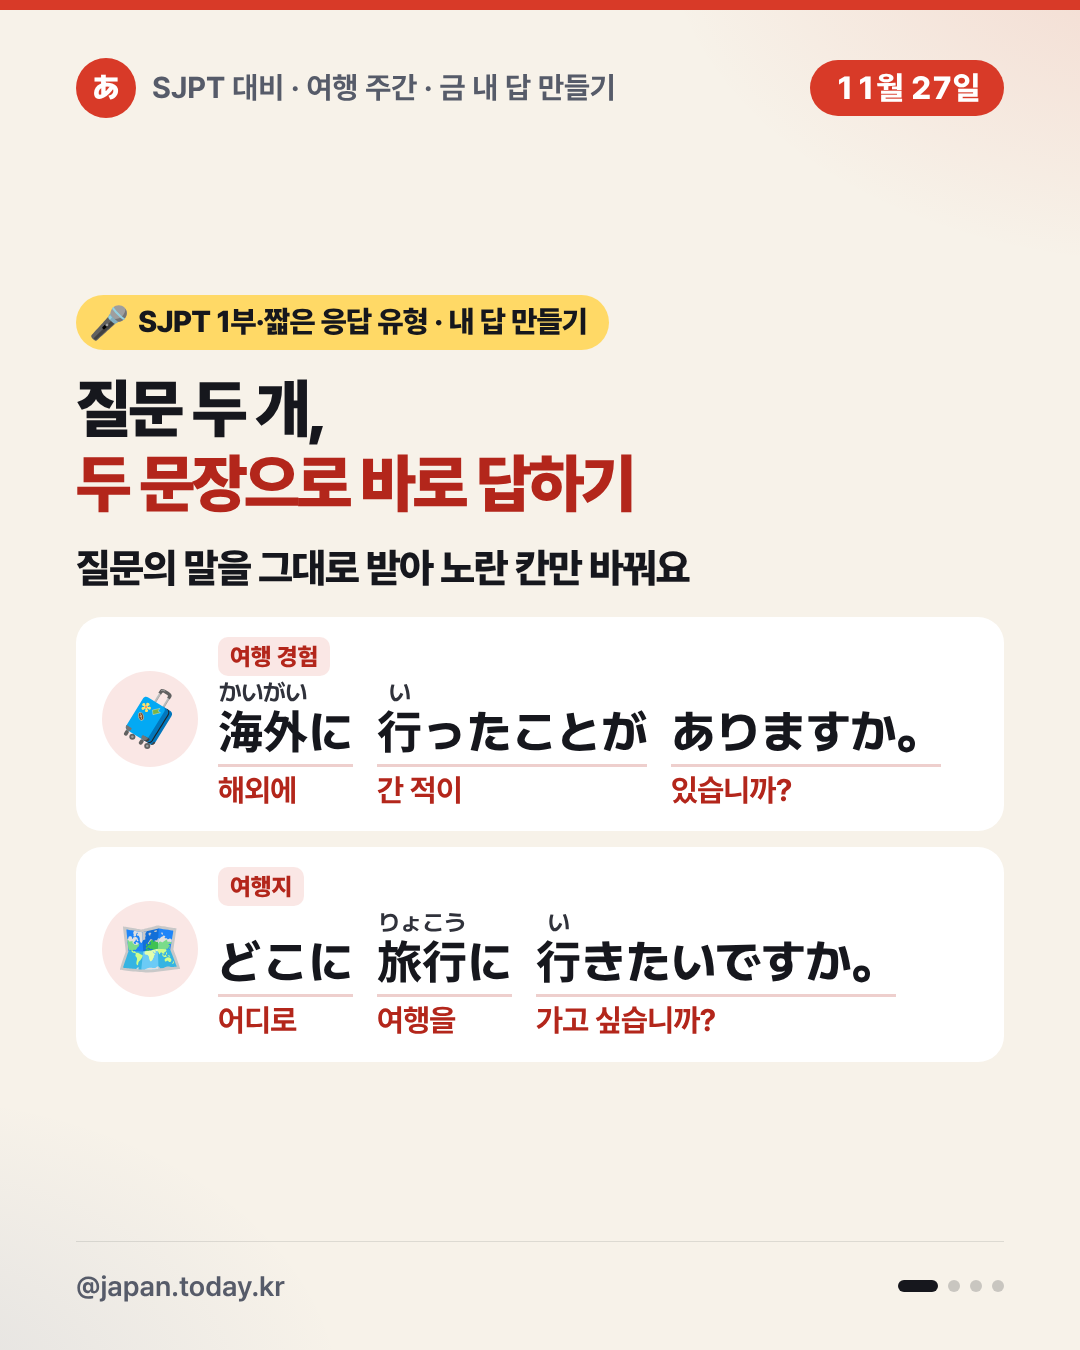 あ SJPT 대비 · 여행 주간 · 금 내 답 만들기
11월 27일
SJPT 1부·짧은 응답 유형 · 내 답 만들기
질문 두 개,
두 문장으로 바로 답하기
질문의 말을 그대로 받아 노란 칸만 바꿔요
여행 경험
かいがい い
海外に 行ったことが ありますか。
해외에 간 적이 있습니까?
여행지
りょこう い
どこに 旅行に 行きたいですか。
어디로 여행을 가고 싶습니까?
@japan.today.kr